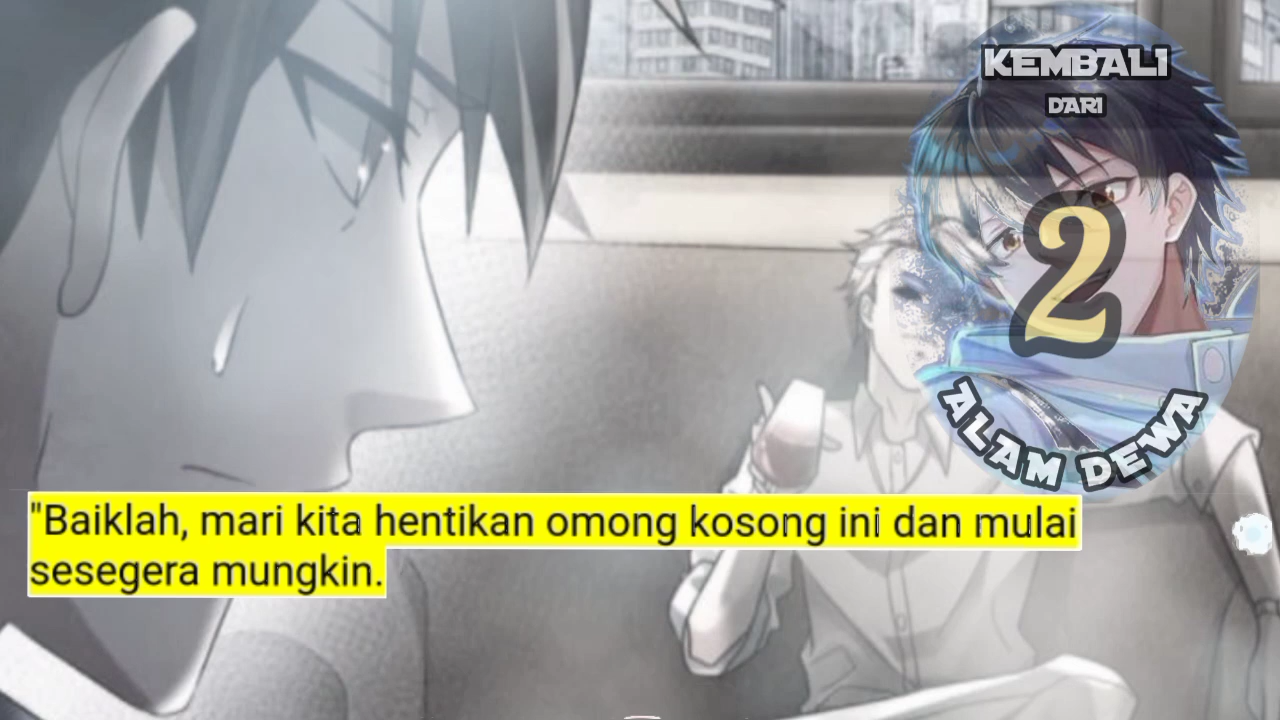 KEMBALI
DARI
2
ALAM DEWA
"Baiklah, mari kita hentikan omong kosong ini dan mulai
sesegera mungkin.